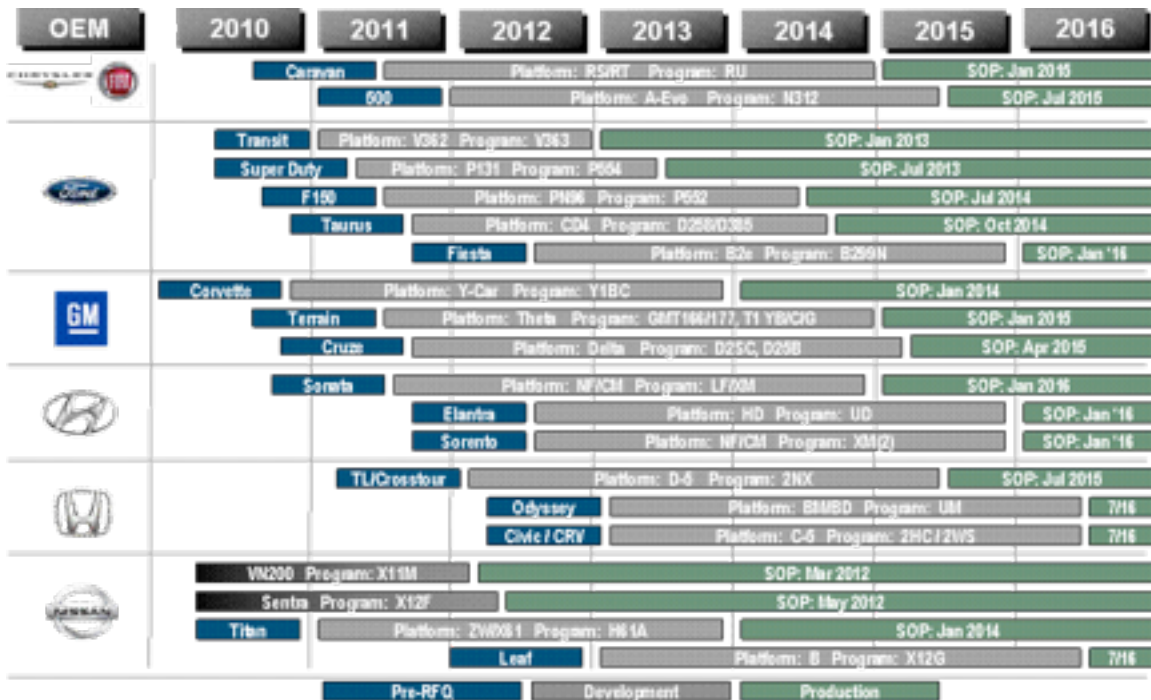 OEM 2010 2011 2012 2013 2014 2015 2016
CHRYSLER FIAT Caravan Platform: RS/RT Program: RU SOP: Jan 2015
500 Platform: A-Evo Program: N312 SOP: Jul 2015
Transit Platform: V362 Program: V363 SOP: Jan 2013
Super Duty Platform: P131 Program: P554 SOP: Jul 2013
Ford F150 Platform: PN96 Program: P552 SOP: Jul 2014
Taurus Platform: CD4 Program: D258/D385 SOP: Oct 2014
Fiesta Platform: B2e Program: B299N SOP: Jan '16
Corvette Platform: Y-Car Program: Y1BC SOP: Jan 2014
GM Terrain Platform: Theta Program: GMT166/177, T1 YB/C/G SOP: Jan 2015
Cruze Platform: Delta Program: D2SC, D2SB SOP: Apr 2015
Sonata Platform: NF/CM Program: LF/XM SOP: Jan 2016
Elantra Platform: HD Program: UD SOP: Jan '16
Sorento Platform: NF/CM Program: XM(2) SOP: Jan '16
TL/Crosstour Platform: D-5 Program: 2NX SOP: Jul 2015
Odyssey Platform: Program: UM 7/16
Civic / CRV Platform: C-5 Program: 2HC / 2WS 7/16
VN200 Program: X11M SOP: Mar 2012
NISSAN Sentra Program: X12F SOP: May 2012
Titan Platform: ZW/X61 Program: H61A SOP: Jan 2014
Leaf Platform: B Program: X12G 7/16
Pre-RFQ Development Production